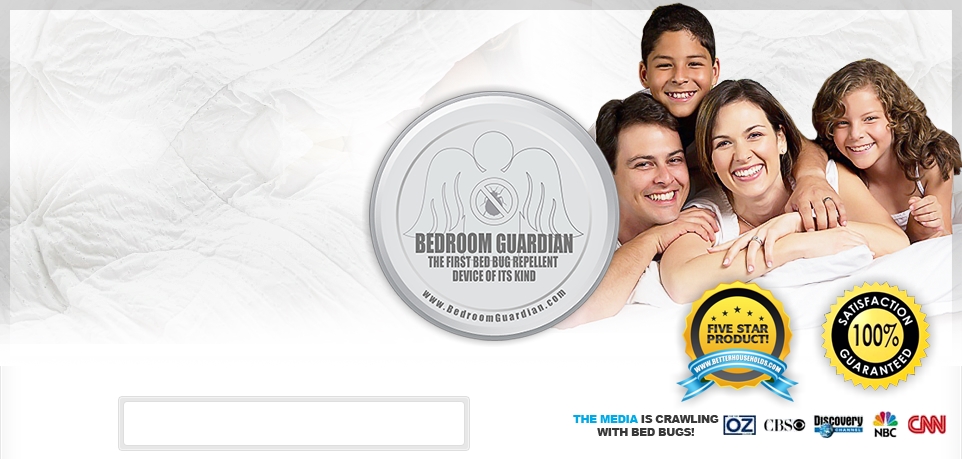 BEDROOM GUARDIAN
THE FIRST BED BUG REPELLENT
DEVICE OF ITS KIND
www.BedroomGuardian.com
FIVE STAR
PRODUCT!
WWW.BETTERHOUSEHOLDS.COM
SATISFACTION
100%
GUARANTEED
THE MEDIA IS CRAWLING
WITH BED BUGS!
OZ
CBS
Discovery
CHANNEL
NBC
CNN